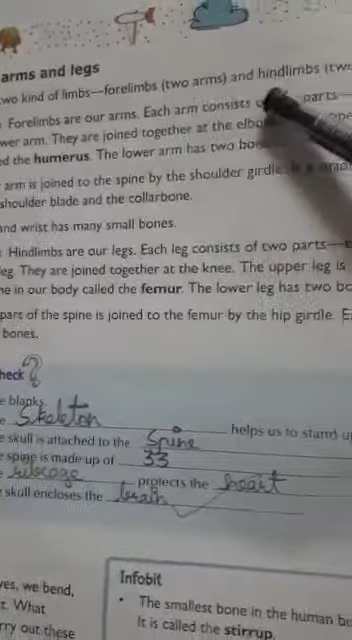 arms and legs
two kind of limbs—forelimbs (two arms) and hindlimbs (two
Forelimbs are our arms. Each arm consists parts—
wer arm. They are joined together at the elbo
ed the humerus. The lower arm has two bo
arm is joined to the spine by the shoulder girdle.
shoulder blade and the collarbone.
and wrist has many small bones.
Hindlimbs are our legs. Each leg consists of two parts—
leg. They are joined together at the knee. The upper leg is
ne in our body called the femur. The lower leg has two bo
part of the spine is joined to the femur by the hip girdle. E
bones.
heck?
e blanks.
e Skeleton helps us to stand u
e skull is attached to the Spine
e spine is made up of 33
e ribcage protects the heart
e skull encloses the brain
ves, we bend,
t. What
rry out these
Infobit
• The smallest bone in the human b
It is called the stirrup.